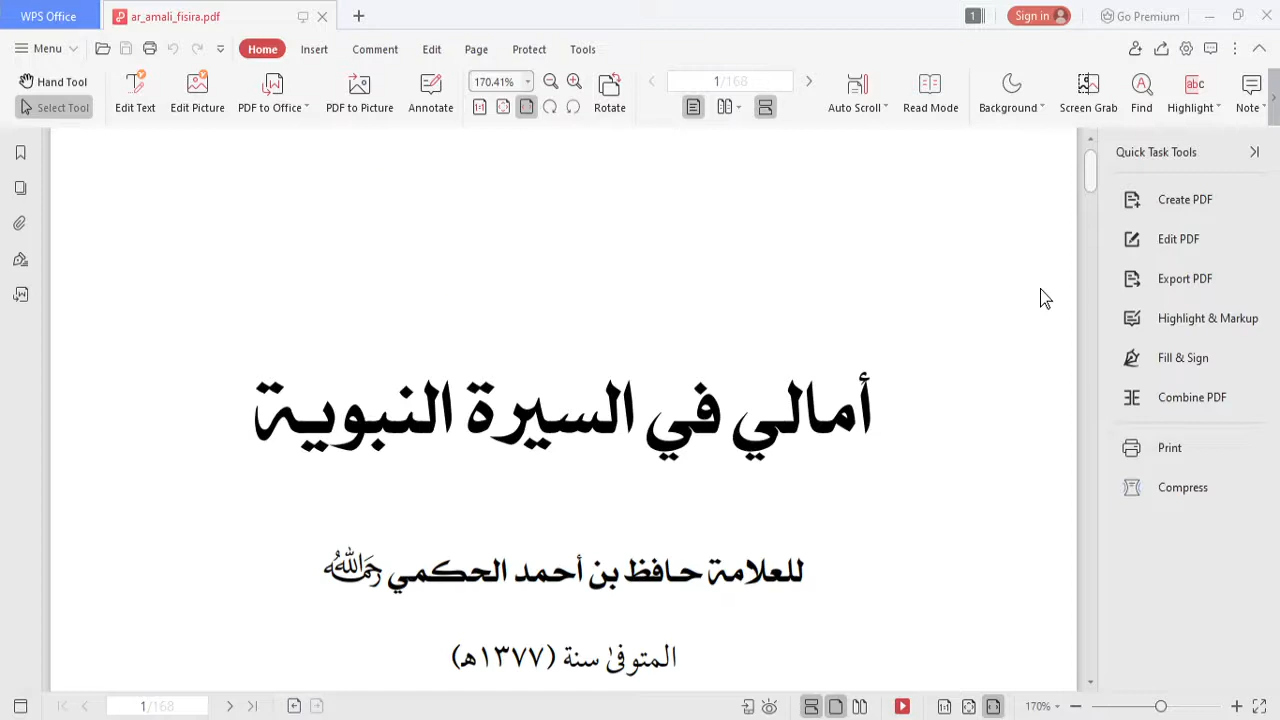 WPS Office
ar_amali_fisira.pdf
1
Sign in
Go Premium
Menu
Home
Insert
Comment
Edit
Page
Protect
Tools
Hand Tool
Select Tool
Edit Text
Edit Picture
PDF to Office
PDF to Picture
Annotate
170.41%
Rotate
1/168
Auto Scroll
Read Mode
Background
Screen Grab
Find
Highlight
Note
أمالي في السيرة النبوية
للعلامة حافظ بن أحمد الحكمي رحمه الله
المتوفىٰ سنة (١٣٧٧هـ)
Quick Task Tools
Create PDF
Edit PDF
Export PDF
Highlight & Markup
Fill & Sign
Combine PDF
Print
Compress
1/168
170%